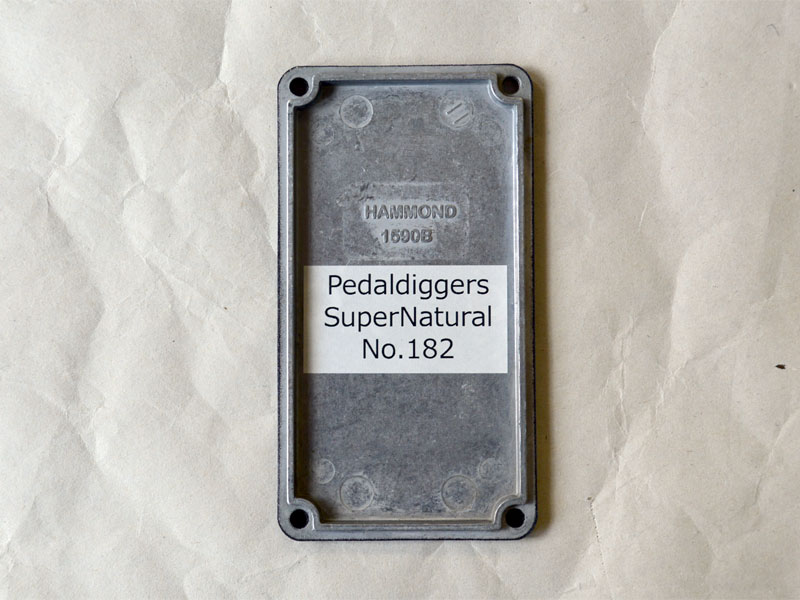 HAMMOND
1590B
Pedaldiggers
SuperNatural
No.182